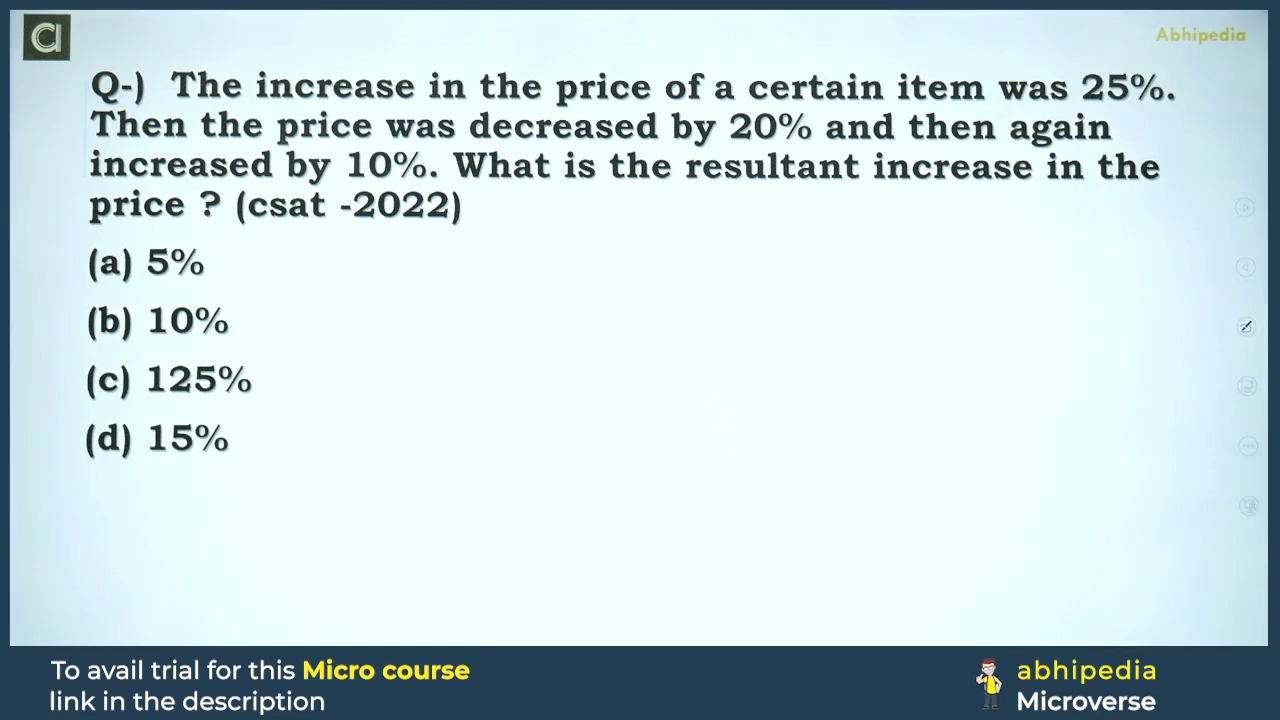 Abhipedia
Q-) The increase in the price of a certain item was 25%.
Then the price was decreased by 20% and then again
increased by 10%. What is the resultant increase in the
price ? (csat -2022)
(a) 5%
(b) 10%
(c) 125%
(d) 15%
To avail trial for this Micro course
link in the description
abhipedia
Microverse